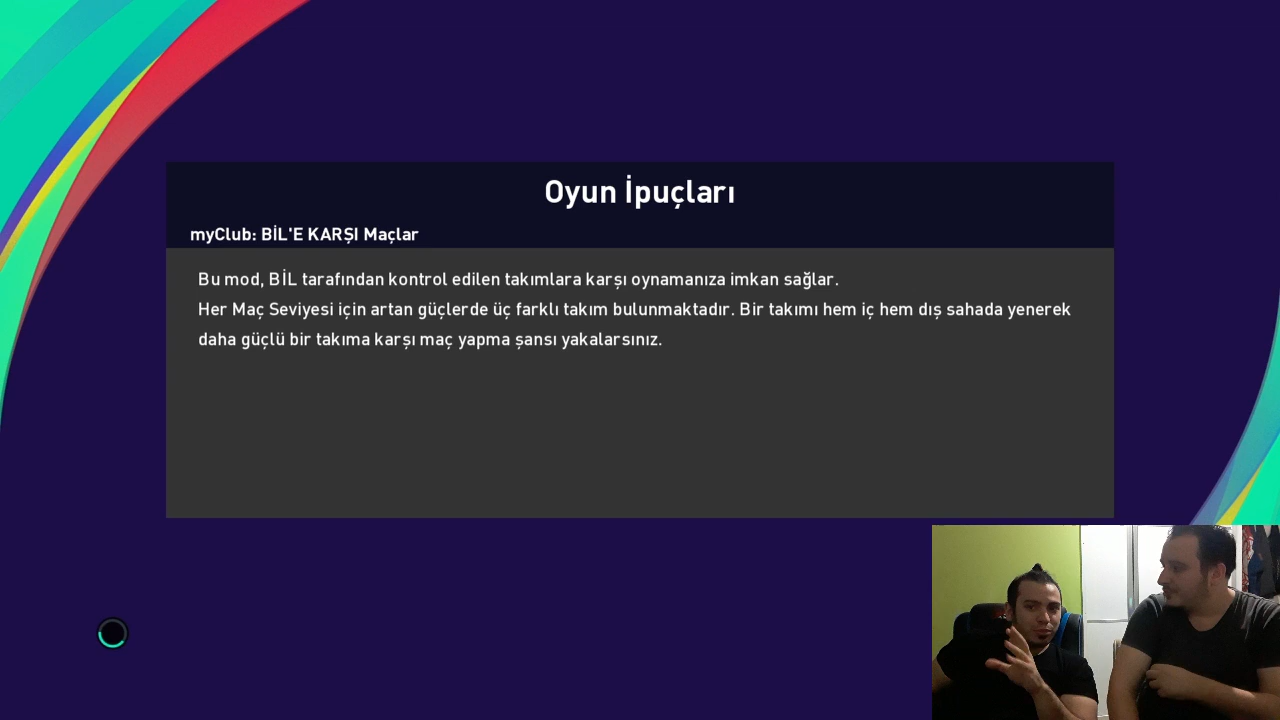 Oyun İpuçları
myClub: BİL'E KARŞI Maçlar
Bu mod, BİL tarafından kontrol edilen takımlara karşı oynamanıza imkan sağlar.
Her Maç Seviyesi için artan güçlerde üç farklı takım bulunmaktadır. Bir takımı hem iç hem dış sahada yenerek
daha güçlü bir takıma karşı maç yapma şansı yakalarsınız.